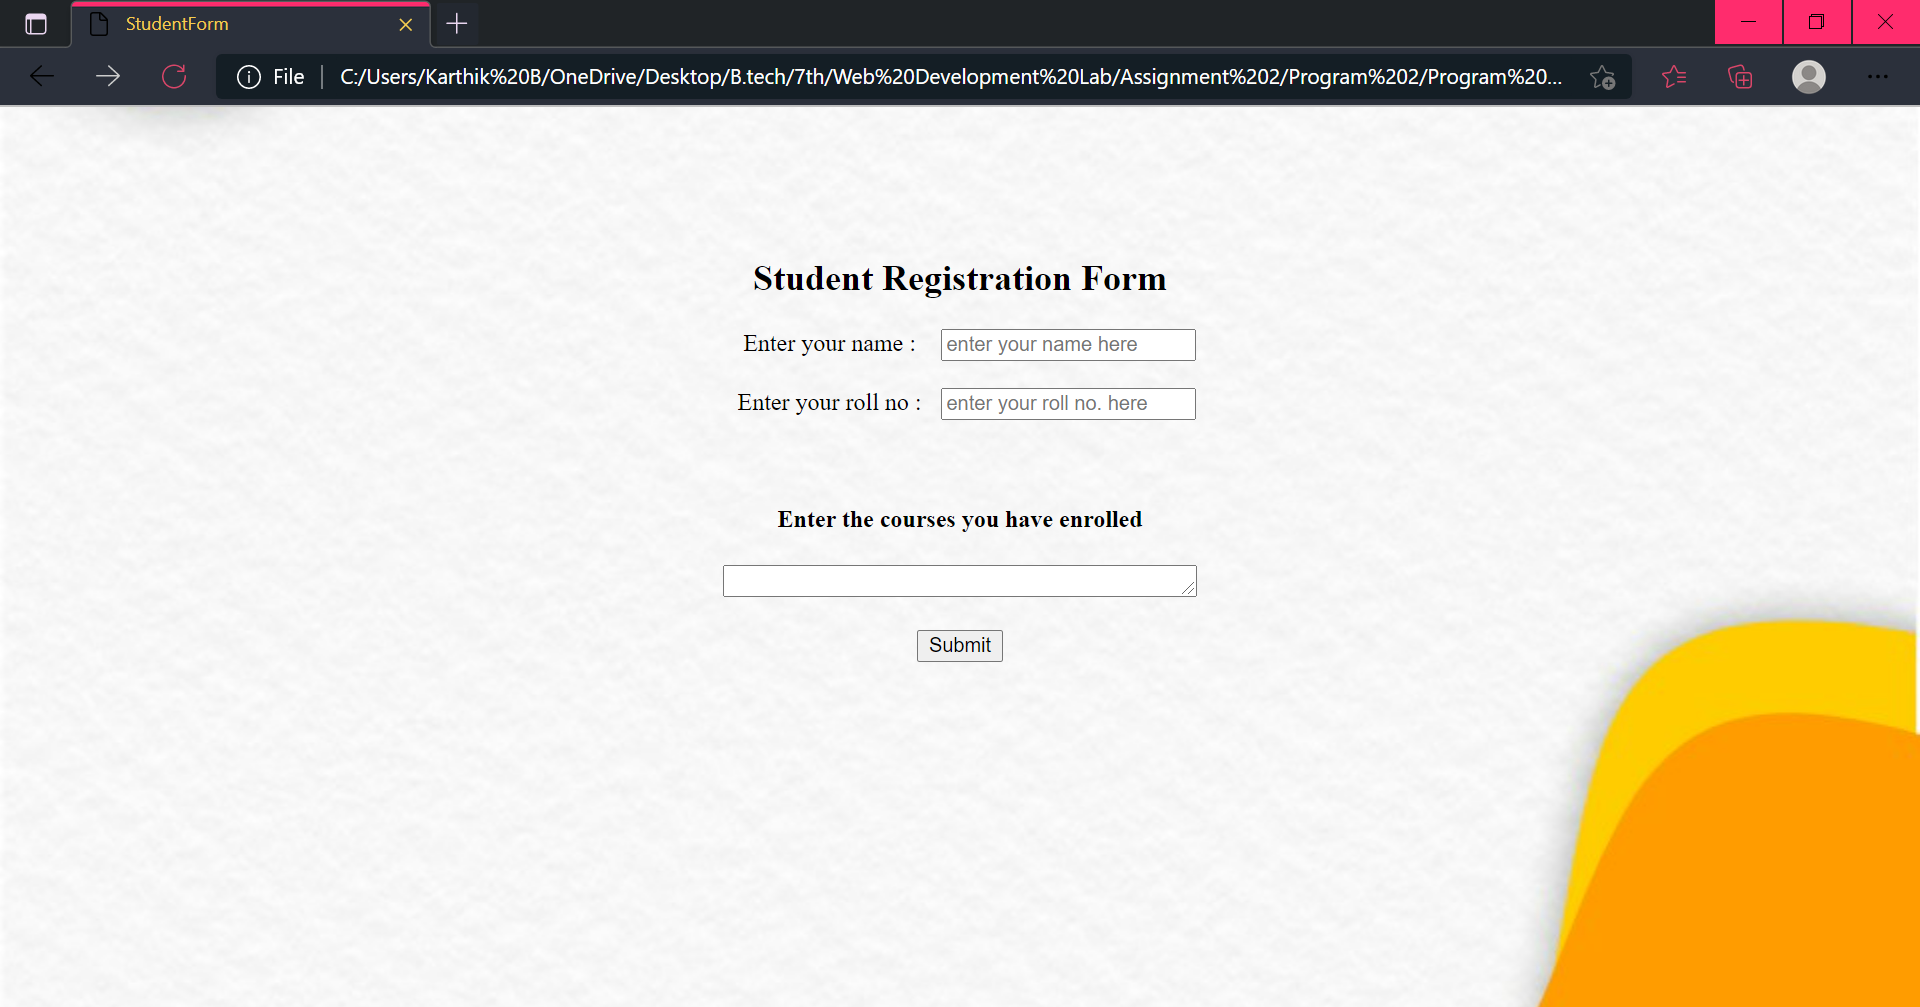 StudentForm
File
C:/Users/Karthik%20B/OneDrive/Desktop/B.tech/7th/Web%20Development%20Lab/Assignment%202/Program%202/Program%20...
Student Registration Form
Enter your name : enter your name here
Enter your roll no : enter your roll no. here
Enter the courses you have enrolled
Submit